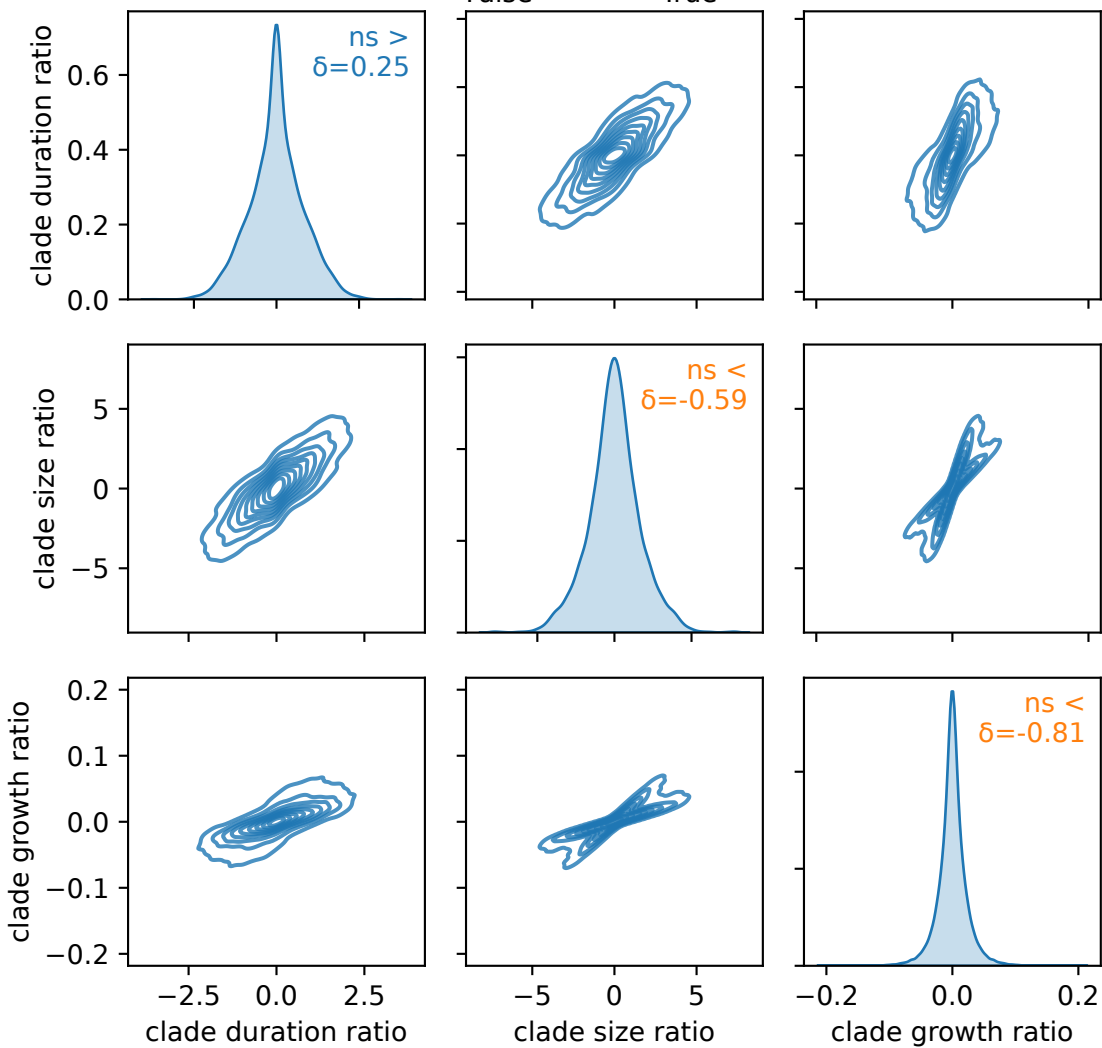 clade duration ratio
0.6
0.4
0.2
0.0
ns >
δ=0.25
clade size ratio
5
0
−5
ns <
δ=-0.59
clade growth ratio
0.2
0.1
0.0
−0.1
−0.2
ns <
δ=-0.81
−2.5 0.0 2.5
clade duration ratio
−5 0 5
clade size ratio
−0.2 0.0 0.2
clade growth ratio